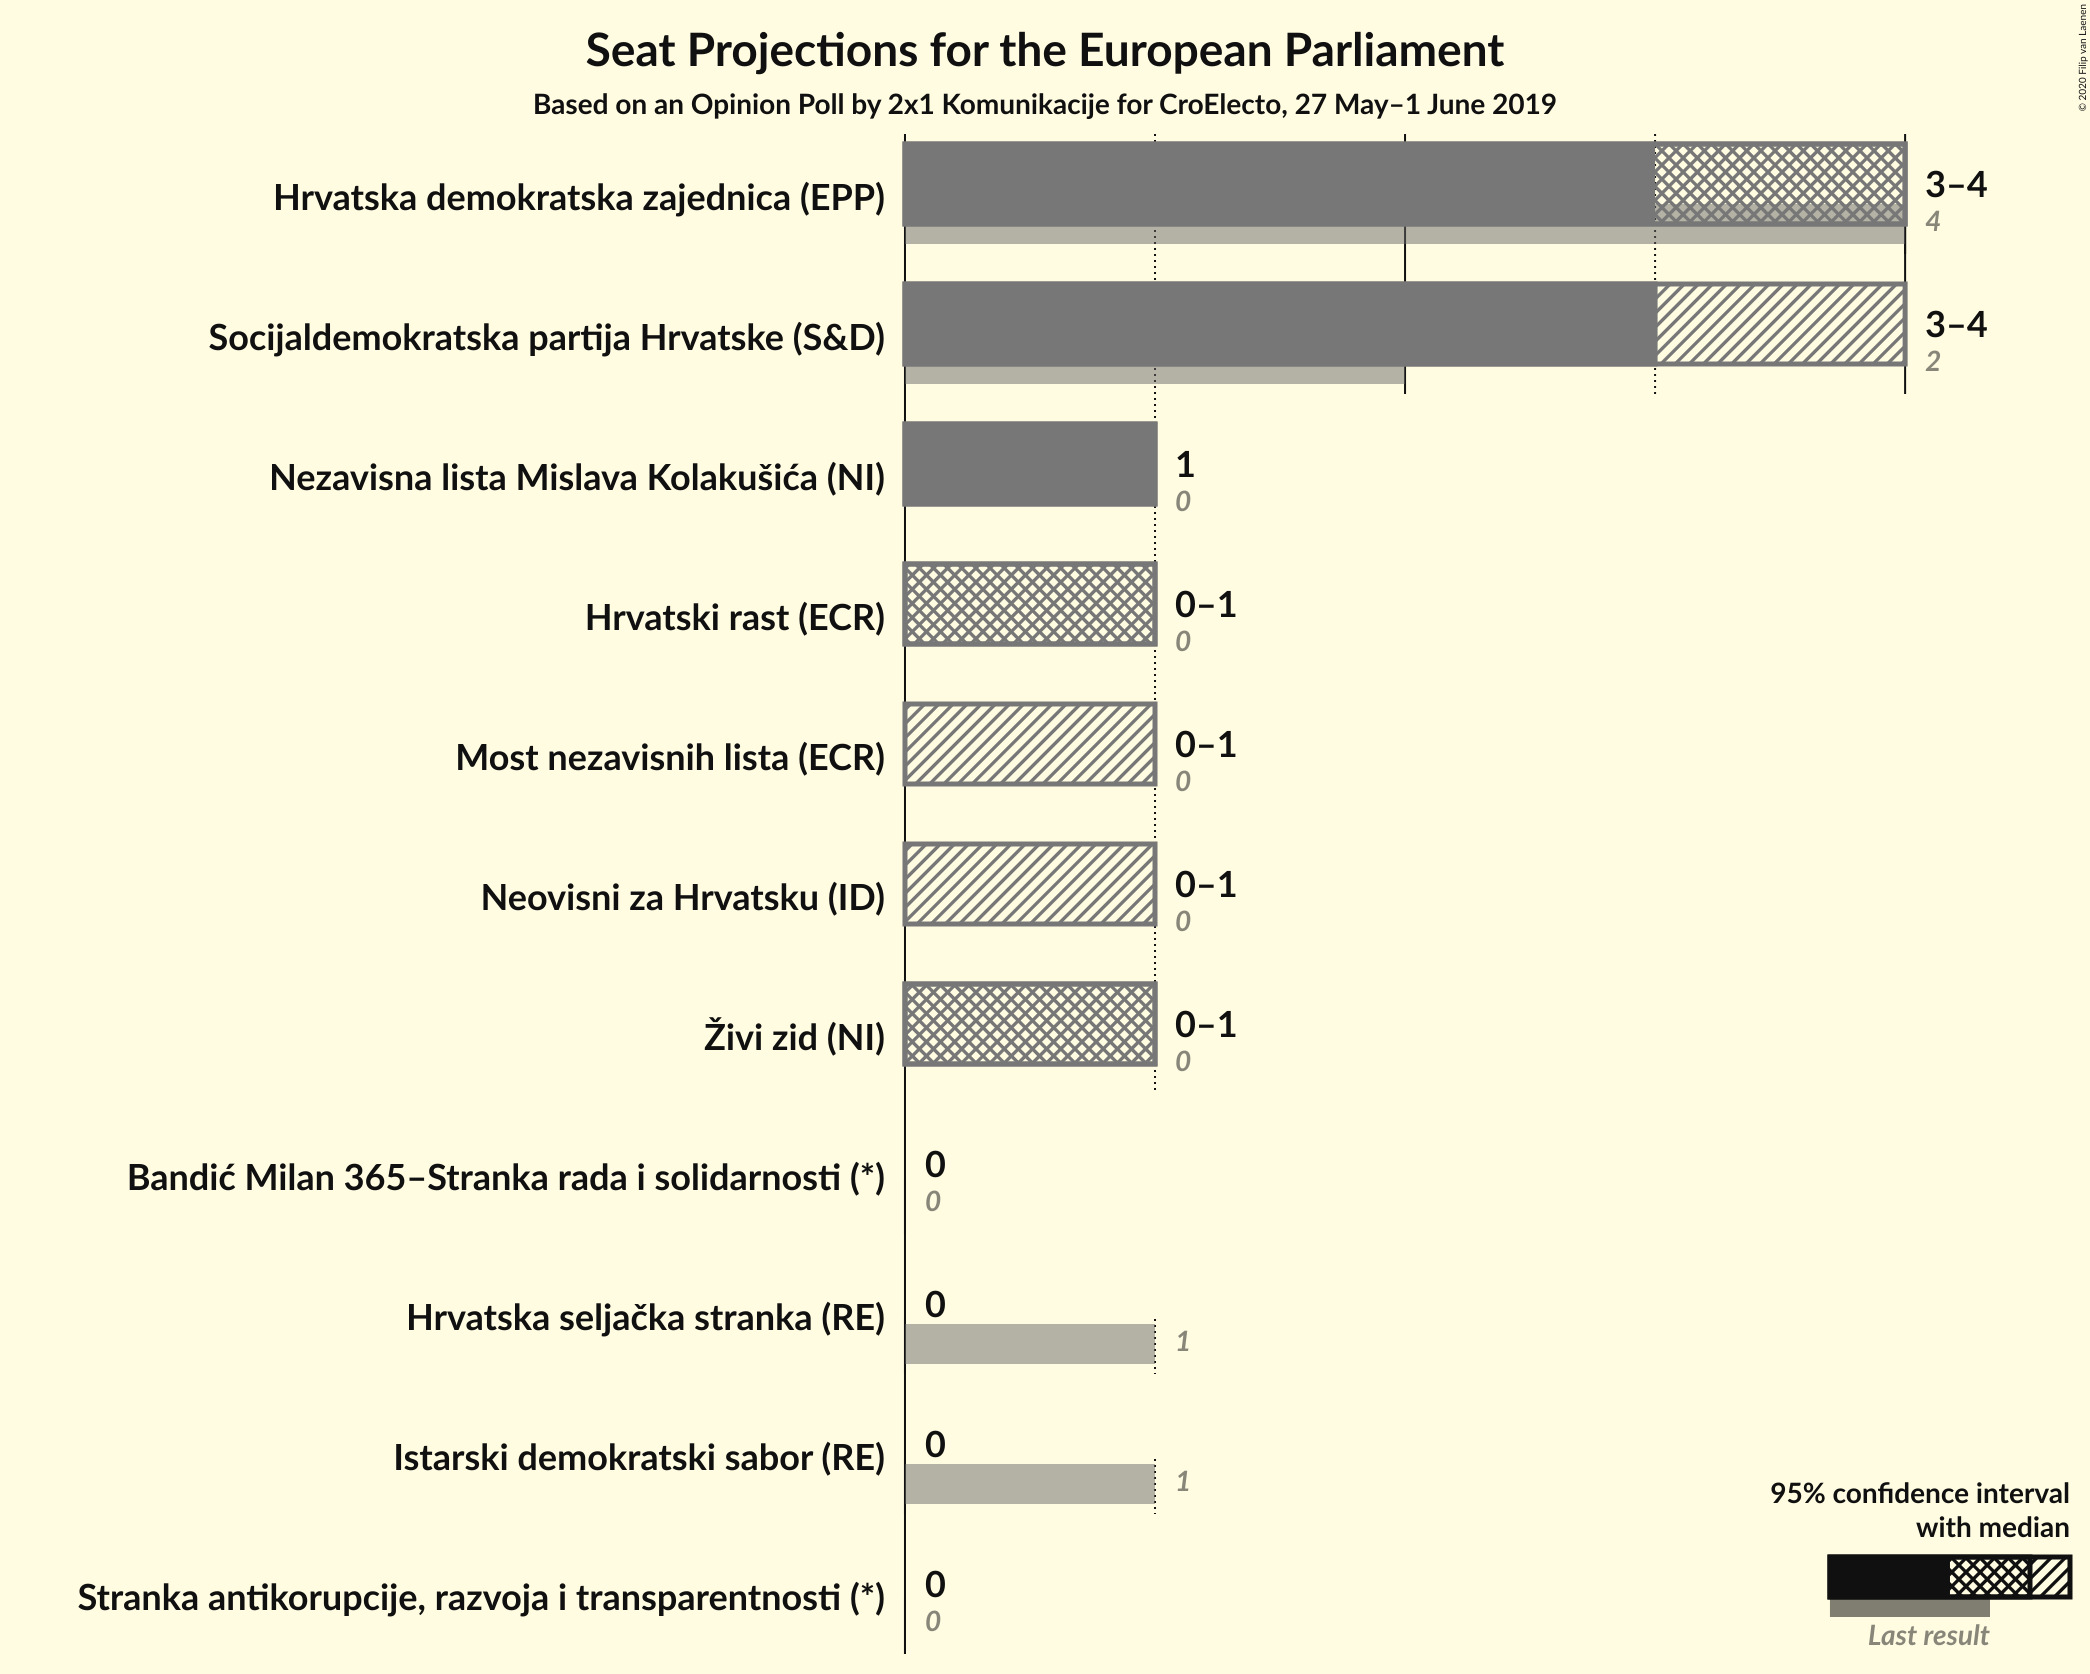 Seat Projections for the European Parliament
Based on an Opinion Poll by 2x1 Komunikacije for CroElecto, 27 May–1 June 2019
© 2020 Filip van Laenen
Hrvatska demokratska zajednica (EPP)
3–4
4
Socijaldemokratska partija Hrvatske (S&D)
3–4
2
Nezavisna lista Mislava Kolakušića (NI)
1
0
Hrvatski rast (ECR)
0–1
0
Most nezavisnih lista (ECR)
0–1
0
Neovisni za Hrvatsku (ID)
0–1
0
Živi zid (NI)
0–1
0
Bandić Milan 365–Stranka rada i solidarnosti (*)
0
0
Hrvatska seljačka stranka (RE)
0
1
Istarski demokratski sabor (RE)
0
1
Stranka antikorupcije, razvoja i transparentnosti (*)
0
0
95% confidence interval
with median
Last result